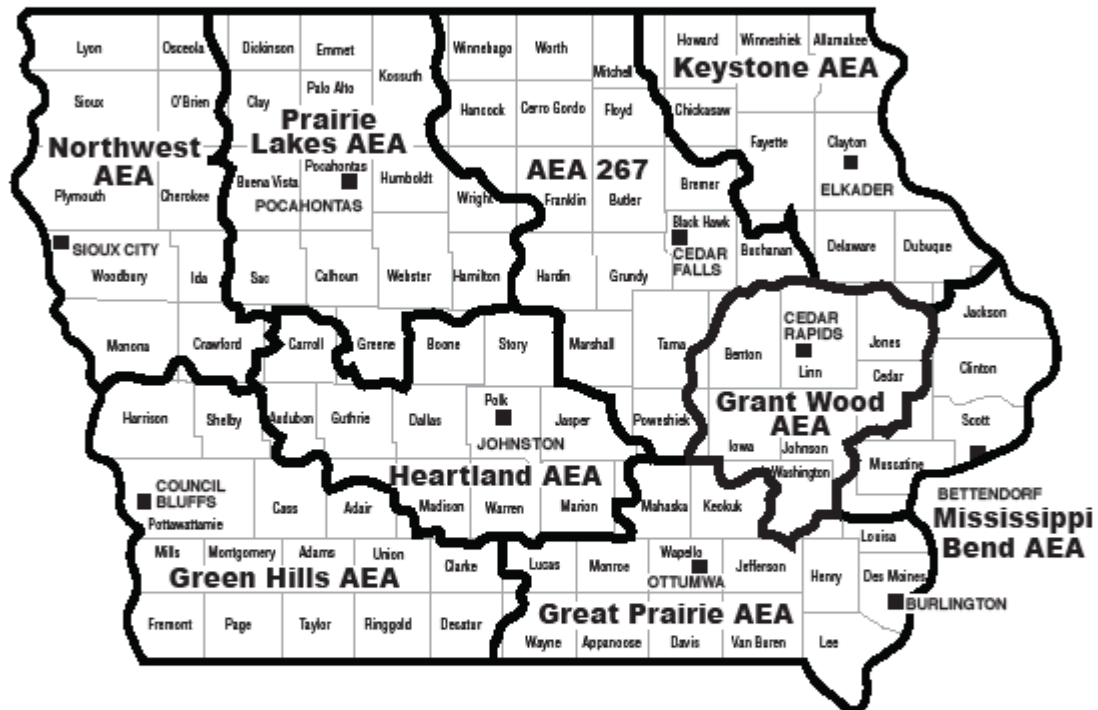 Lyon
Osceola
Dickinson
Emmet
Winnebago
Worth
Howard
Winneshiek
Allamakee
Kossuth
Mitchell
Keystone AEA
Sioux
O'Brien
Clay
Palo Alto
Hancock
Cerro Gordo
Floyd
Chickasaw
Prairie
Lakes AEA
Northwest
AEA
Fayette
Clayton
ELKADER
AEA 267
Pocahontas
POCAHONTAS
Buena Vista
Humboldt
Plymouth
Cherokee
Wright
Franklin
Butler
Bremer
Black Hawk
CEDAR
FALLS
SIOUX CITY
Woodbury
Ida
Sac
Calhoun
Webster
Hamilton
Hardin
Grundy
Buchanan
Delaware
Dubuque
Jackson
Monona
Crawford
Carroll
Greene
Boone
Story
Marshall
Tama
Benton
CEDAR
RAPIDS
Linn
Jones
Cedar
Clinton
Grant Wood
AEA
Harrison
Shelby
Audubon
Guthrie
Dallas
Polk
JOHNSTON
Jasper
Poweshiek
Iowa
Johnson
Scott
Muscatine
Washington
Heartland AEA
COUNCIL
BLUFFS
Pottawattamie
Cass
Adair
Madison
Warren
Marion
Mahaska
Keokuk
BETTENDORF
Mississippi
Bend AEA
Louisa
Mills
Montgomery
Adams
Union
Clarke
Lucas
Monroe
Wapello
OTTUMWA
Jefferson
Henry
Des Moines
BURLINGTON
Green Hills AEA
Great Prairie AEA
Fremont
Page
Taylor
Ringgold
Decatur
Wayne
Appanoose
Davis
Van Buren
Lee